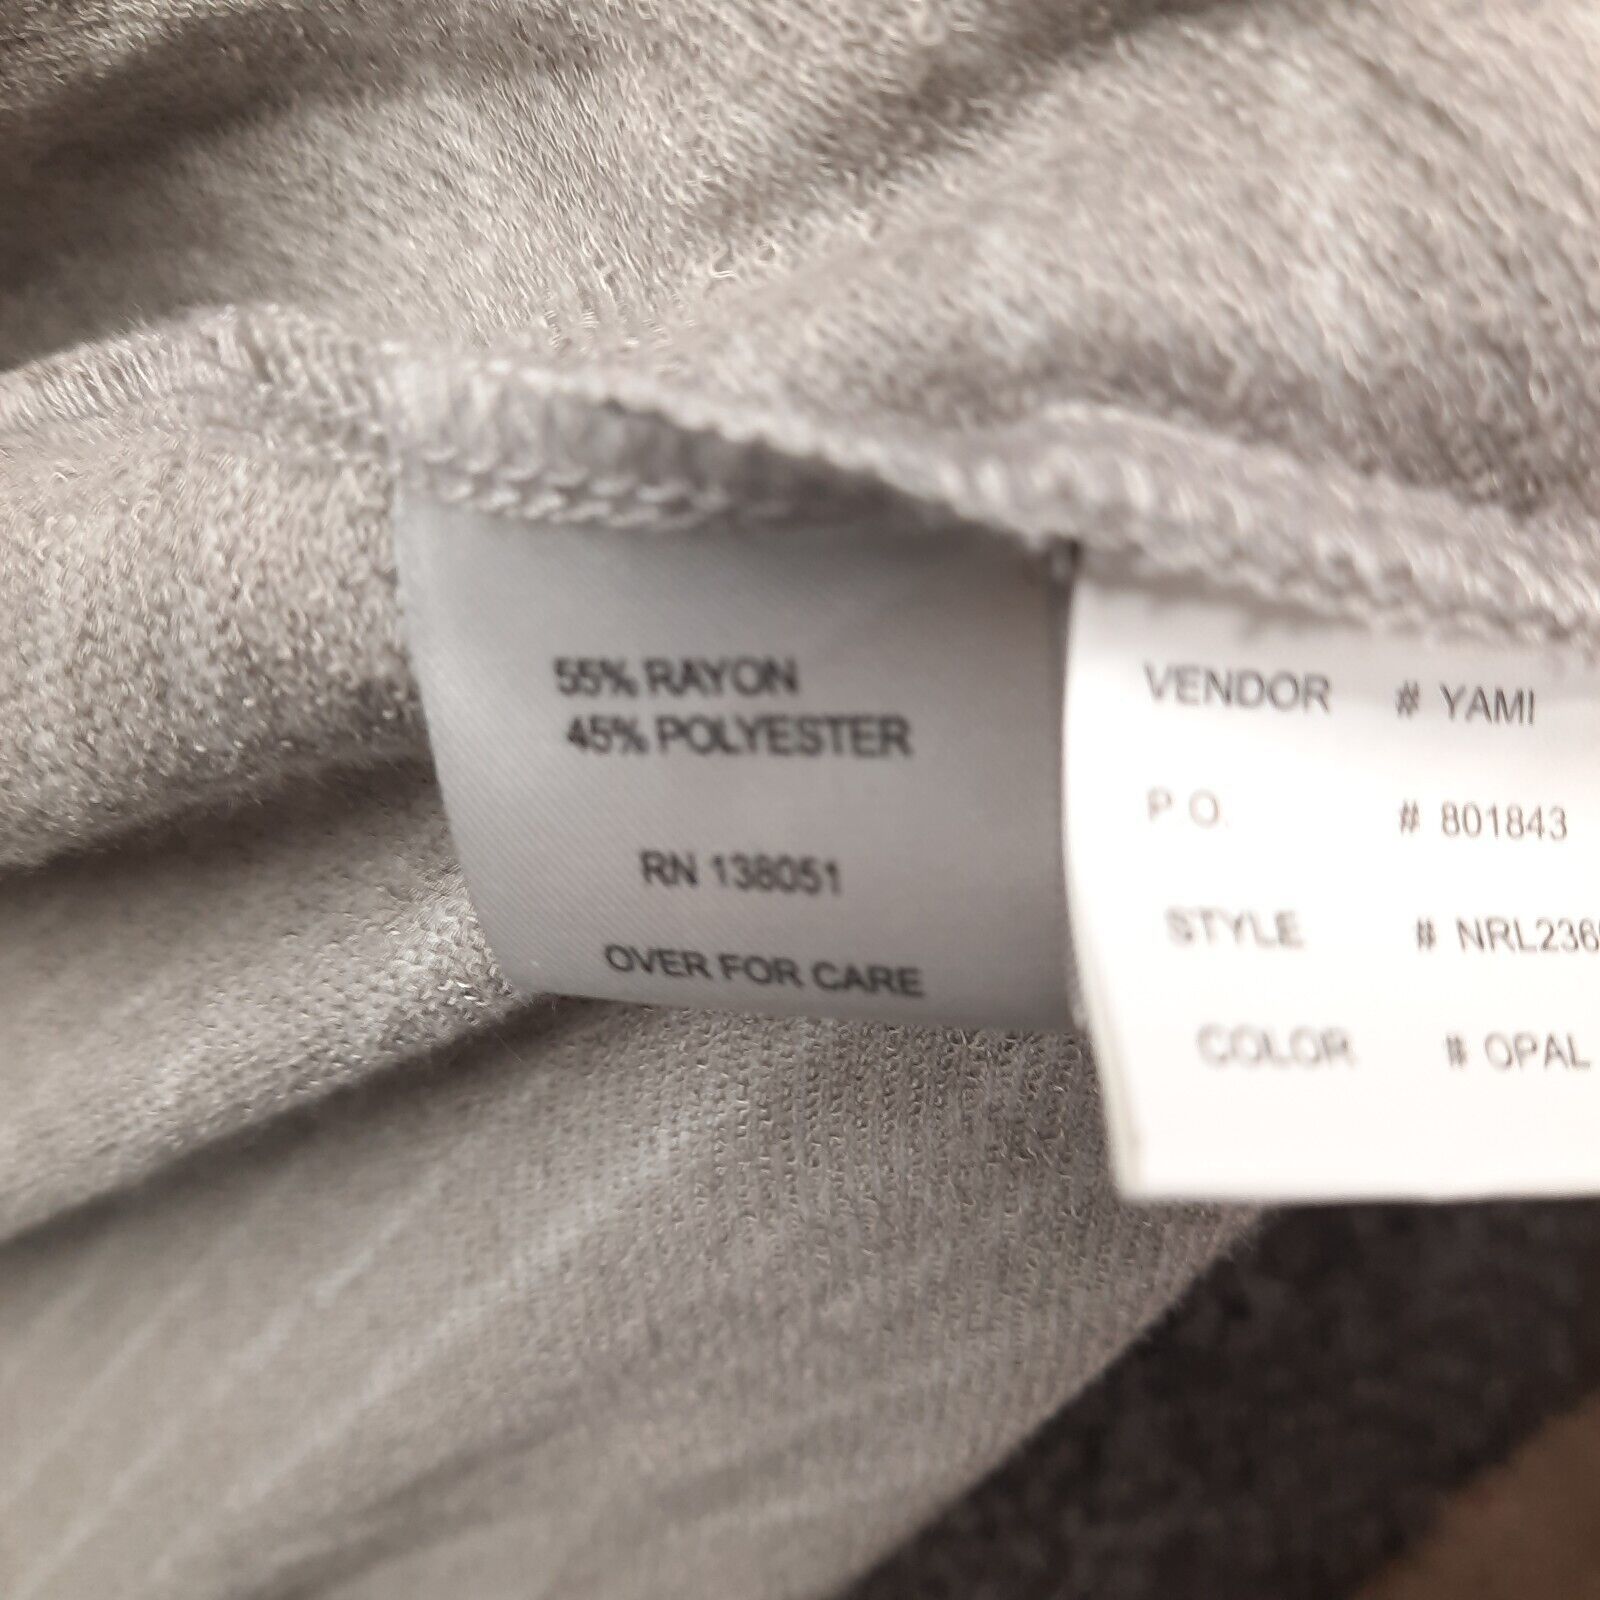 55% RAYON
45% POLYESTER
RN 138051
OVER FOR CARE
VENDOR # YAMI
P.O. # 801843
STYLE # NRL236
COLOR # OPAL